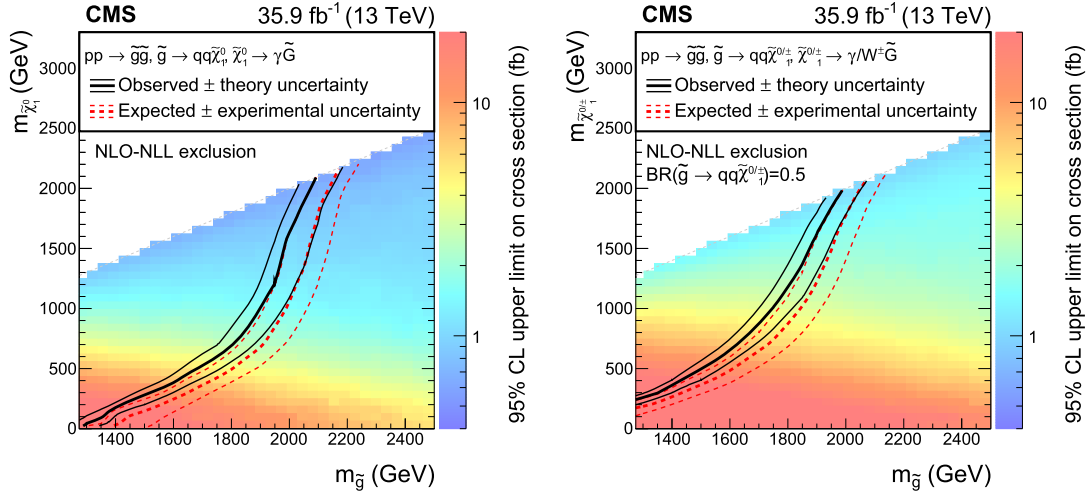 CMS 35.9 fb⁻¹ (13 TeV)
pp → g̃g̃, g̃ → qqχ̃⁰₁, χ̃⁰₁ → γG̃
Observed ± theory uncertainty
Expected ± experimental uncertainty
NLO-NLL exclusion
m_χ̃⁰₁ (GeV)
3000
2500
2000
1500
1000
500
0
1400 1600 1800 2000 2200 2400
m_g̃ (GeV)
10
1
95% CL upper limit on cross section (fb)
CMS 35.9 fb⁻¹ (13 TeV)
pp → g̃g̃, g̃ → qqχ̃⁰/±₁, χ̃⁰/±₁ → γ/W±G̃
Observed ± theory uncertainty
Expected ± experimental uncertainty
NLO-NLL exclusion
BR(g̃ → qqχ̃⁰/±₁)=0.5
m_χ̃⁰/±₁ (GeV)
3000
2500
2000
1500
1000
500
0
1400 1600 1800 2000 2200 2400
m_g̃ (GeV)
10
1
95% CL upper limit on cross section (fb)